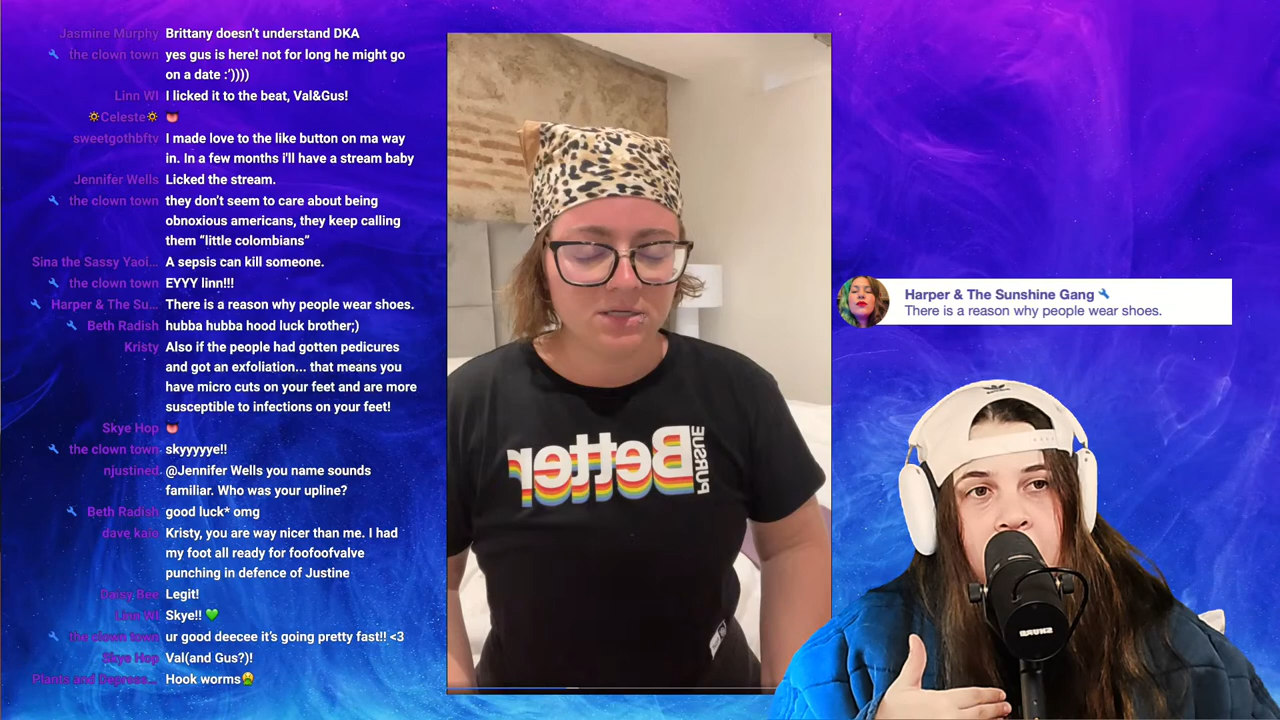 Jasmine Murphy Brittany doesn't understand DKA
the clown town yes gus is here! not for long he might go
on a date :'))))
Linn WI I licked it to the beat, Val&Gus!
☀Celeste☀ 👅
sweetgothbftv I made love to the like button on ma way
in. In a few months i'll have a stream baby
Jennifer Wells Licked the stream.
the clown town they don't seem to care about being
obnoxious americans, they keep calling
them "little colombians"
Sina the Sassy Yaoi... A sepsis can kill someone.
the clown town EYYY linn!!!
Harper & The Su... There is a reason why people wear shoes.
Beth Radish hubba hubba hood luck brother;)
Kristy Also if the people had gotten pedicures
and got an exfoliation... that means you
have micro cuts on your feet and are more
susceptible to infections on your feet!
Skye Hop 👅
the clown town skyyyyye!!
njustined. @Jennifer Wells you name sounds
familiar. Who was your upline?
Beth Radish good luck* omg
dave kaie Kristy, you are way nicer than me. I had
my foot all ready for foofoofvalve
punching in defence of Justine
Daisy Bee Legit!
Linn WI Skye!! 💚
the clown town ur good deecee it's going pretty fast!! <3
Skye Hop Val(and Gus?)!
Plants and Depress... Hook worms🤮
PURSUE
Better
Harper & The Sunshine Gang
There is a reason why people wear shoes.
SHURE